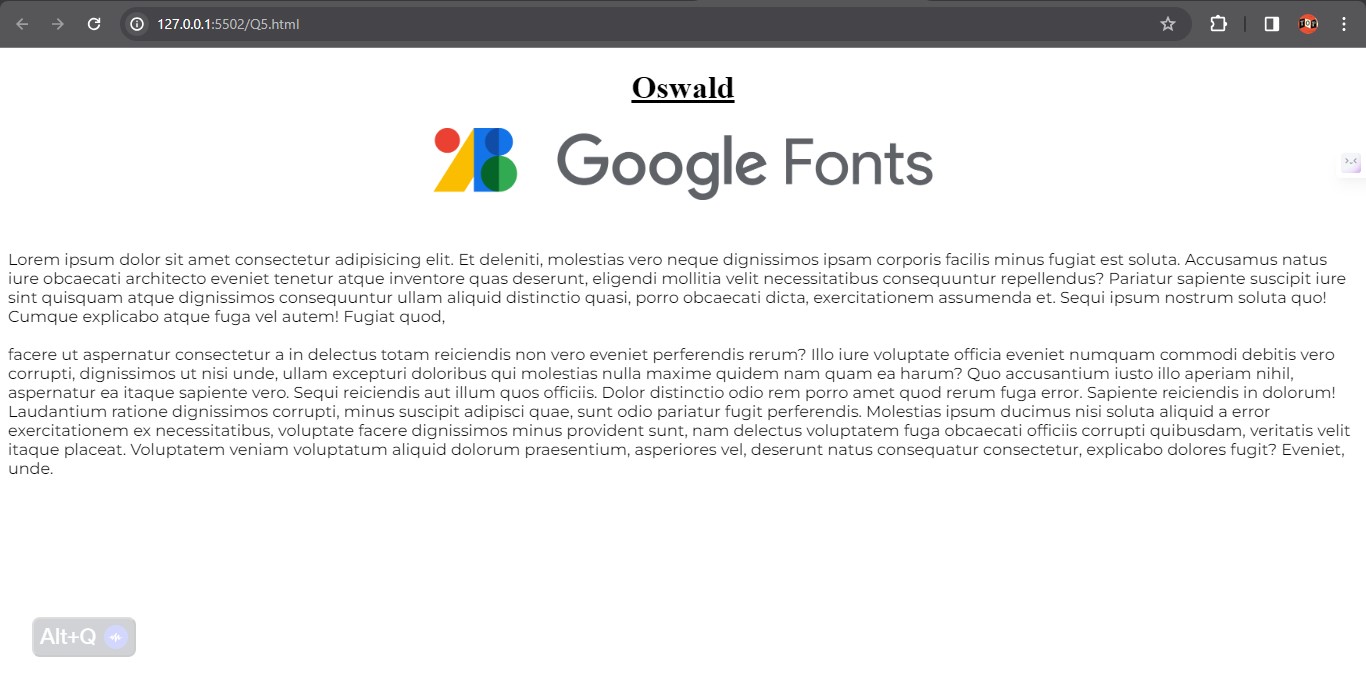 127.0.0.1:5502/Q5.html
Oswald
Google Fonts
Lorem ipsum dolor sit amet consectetur adipisicing elit. Et deleniti, molestias vero neque dignissimos ipsam corporis facilis minus fugiat est soluta. Accusamus natus
iure obcaecati architecto eveniet tenetur atque inventore quas deserunt, eligendi mollitia velit necessitatibus consequuntur repellendus? Pariatur sapiente suscipit iure
sint quisquam atque dignissimos consequuntur ullam aliquid distinctio quasi, porro obcaecati dicta, exercitationem assumenda et. Sequi ipsum nostrum soluta quo!
Cumque explicabo atque fuga vel autem! Fugiat quod,
facere ut aspernatur consectetur a in delectus totam reiciendis non vero eveniet perferendis rerum? Illo iure voluptate officia eveniet numquam commodi debitis vero
corrupti, dignissimos ut nisi unde, ullam excepturi doloribus qui molestias nulla maxime quidem nam quam ea harum? Quo accusantium iusto illo aperiam nihil,
aspernatur ea itaque sapiente vero. Sequi reiciendis aut illum quos officiis. Dolor distinctio odio rem porro amet quod rerum fuga error. Sapiente reiciendis in dolorum!
Laudantium ratione dignissimos corrupti, minus suscipit adipisci quae, sunt odio pariatur fugit perferendis. Molestias ipsum ducimus nisi soluta aliquid a error
exercitationem ex necessitatibus, voluptate facere dignissimos minus provident sunt, nam delectus voluptatem fuga obcaecati officiis corrupti quibusdam, veritatis velit
itaque placeat. Voluptatem veniam voluptatum aliquid dolorum praesentium, asperiores vel, deserunt natus consequatur consectetur, explicabo dolores fugit? Eveniet,
unde.
Alt+Q